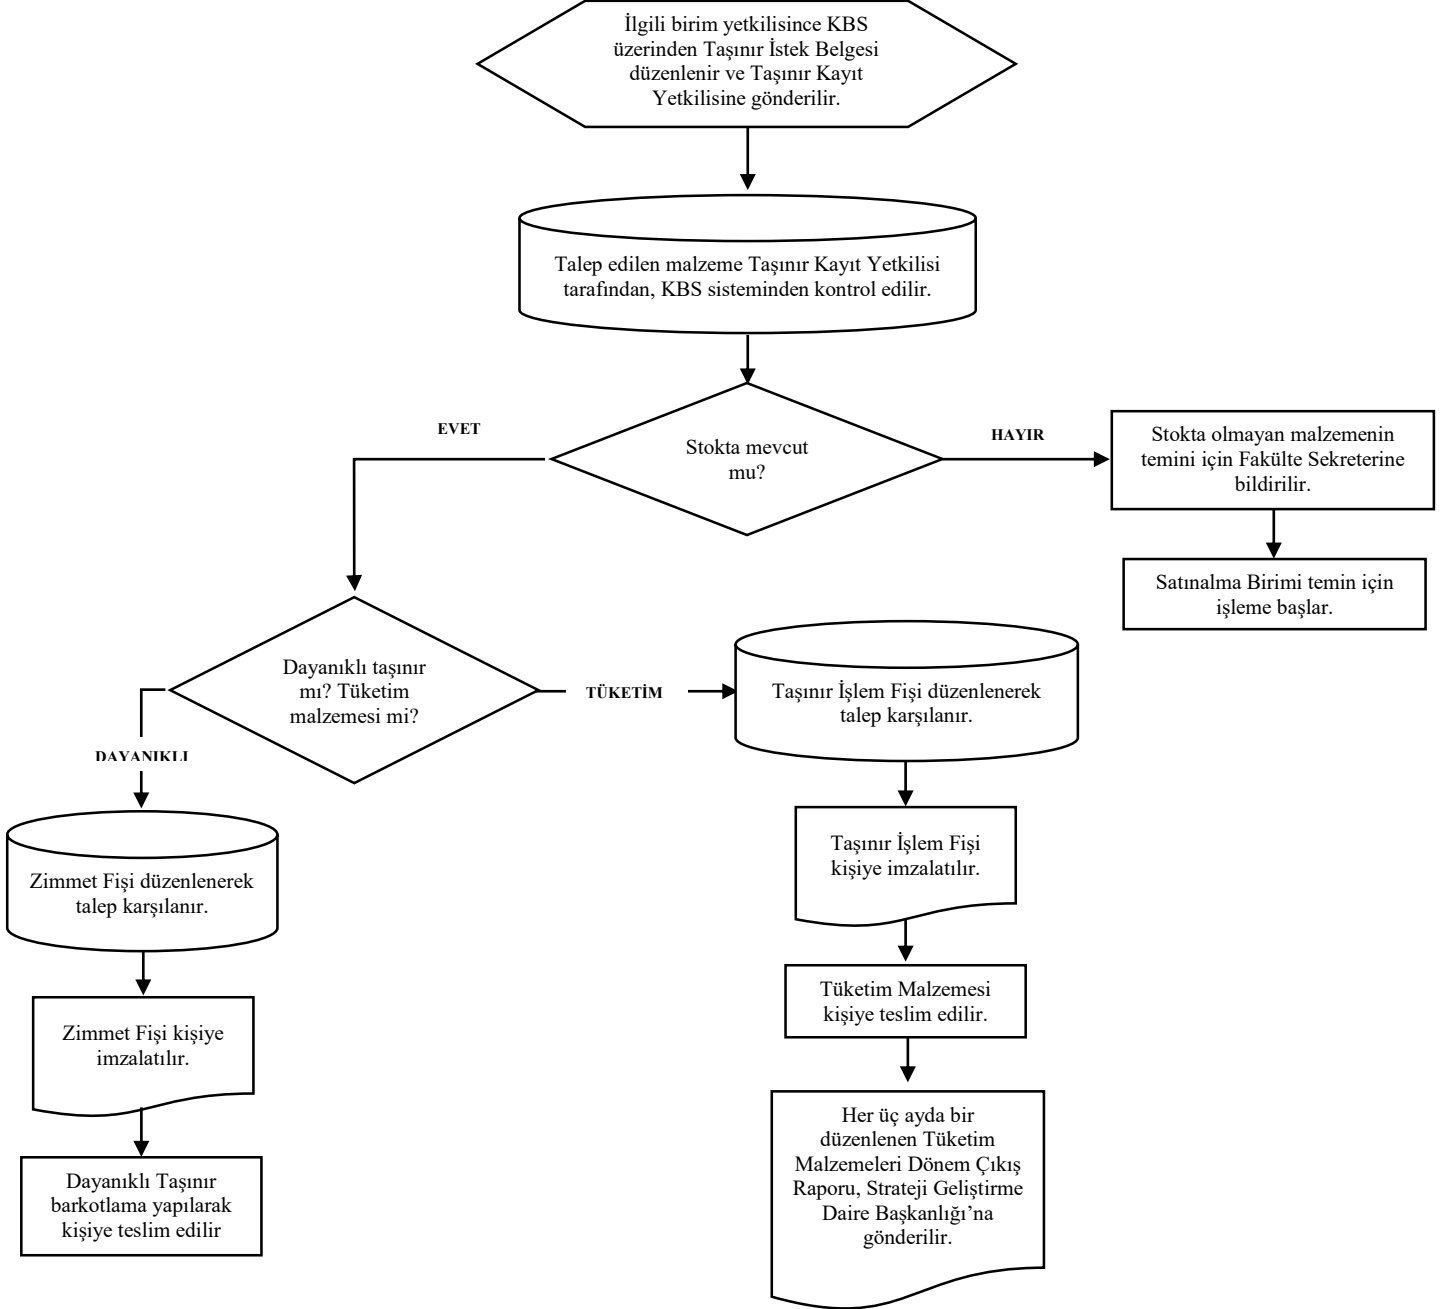 İlgili birim yetkilisince KBS
üzerinden Taşınır İstek Belgesi
düzenlenir ve Taşınır Kayıt
Yetkilisine gönderilir.
Talep edilen malzeme Taşınır Kayıt Yetkilisi
tarafından, KBS sisteminden kontrol edilir.
Stokta mevcut
mu?
EVET
HAYIR
Stokta olmayan malzemenin
temini için Fakülte Sekreterine
bildirilir.
Satınalma Birimi temin için
işleme başlar.
Dayanıklı taşınır
mı? Tüketim
malzemesi mi?
DAYANIKLI
TÜKETİM
Taşınır İşlem Fişi düzenlenerek
talep karşılanır.
Taşınır İşlem Fişi
kişiye imzalatılır.
Tüketim Malzemesi
kişiye teslim edilir.
Her üç ayda bir
düzenlenen Tüketim
Malzemeleri Dönem Çıkış
Raporu, Strateji Geliştirme
Daire Başkanlığı’na
gönderilir.
Zimmet Fişi düzenlenerek
talep karşılanır.
Zimmet Fişi kişiye
imzalatılır.
Dayanıklı Taşınır
barkotlama yapılarak
kişiye teslim edilir